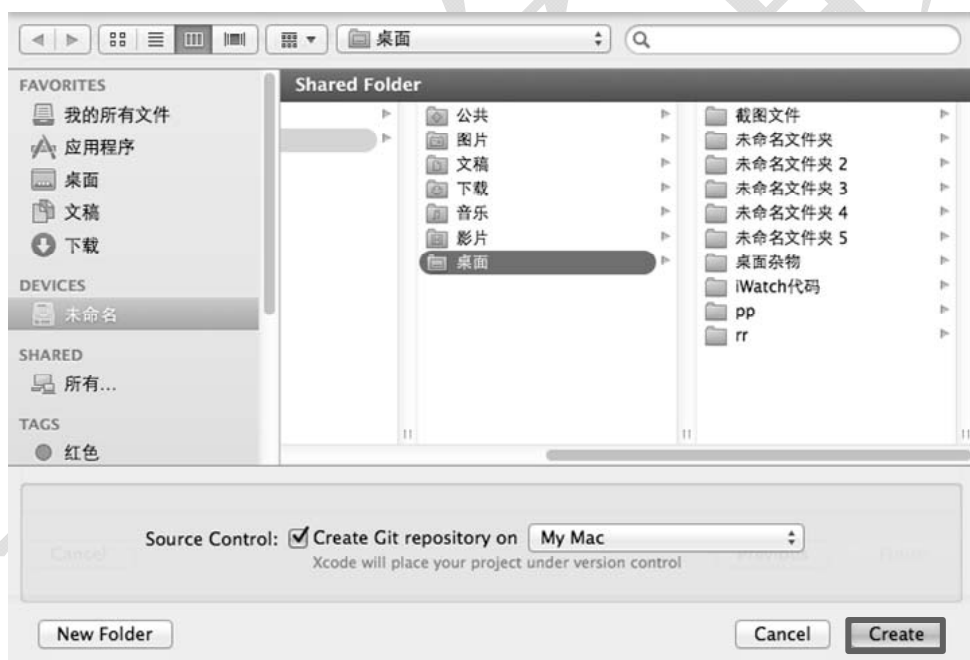 桌面
FAVORITES
我的所有文件
应用程序
桌面
文稿
下载
DEVICES
未命名
SHARED
所有...
TAGS
红色
Shared Folder
公共
图片
文稿
下载
音乐
影片
桌面
截图文件
未命名文件夹
未命名文件夹 2
未命名文件夹 3
未命名文件夹 4
未命名文件夹 5
桌面杂物
iWatch代码
pp
rr
Source Control: Create Git repository on My Mac
Xcode will place your project under version control
Cancel Previous
New Folder Cancel Create